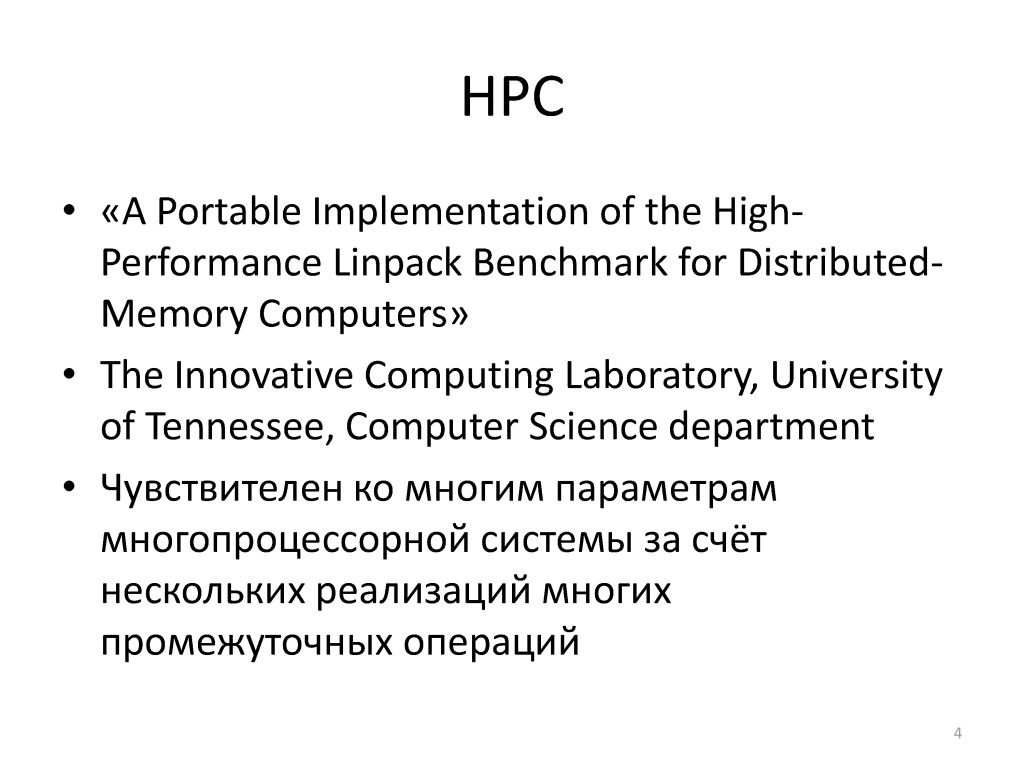 HPC
• «A Portable Implementation of the High-
Performance Linpack Benchmark for Distributed-
Memory Computers»
• The Innovative Computing Laboratory, University
of Tennessee, Computer Science department
• Чувствителен ко многим параметрам
многопроцессорной системы за счёт
нескольких реализаций многих
промежуточных операций
4